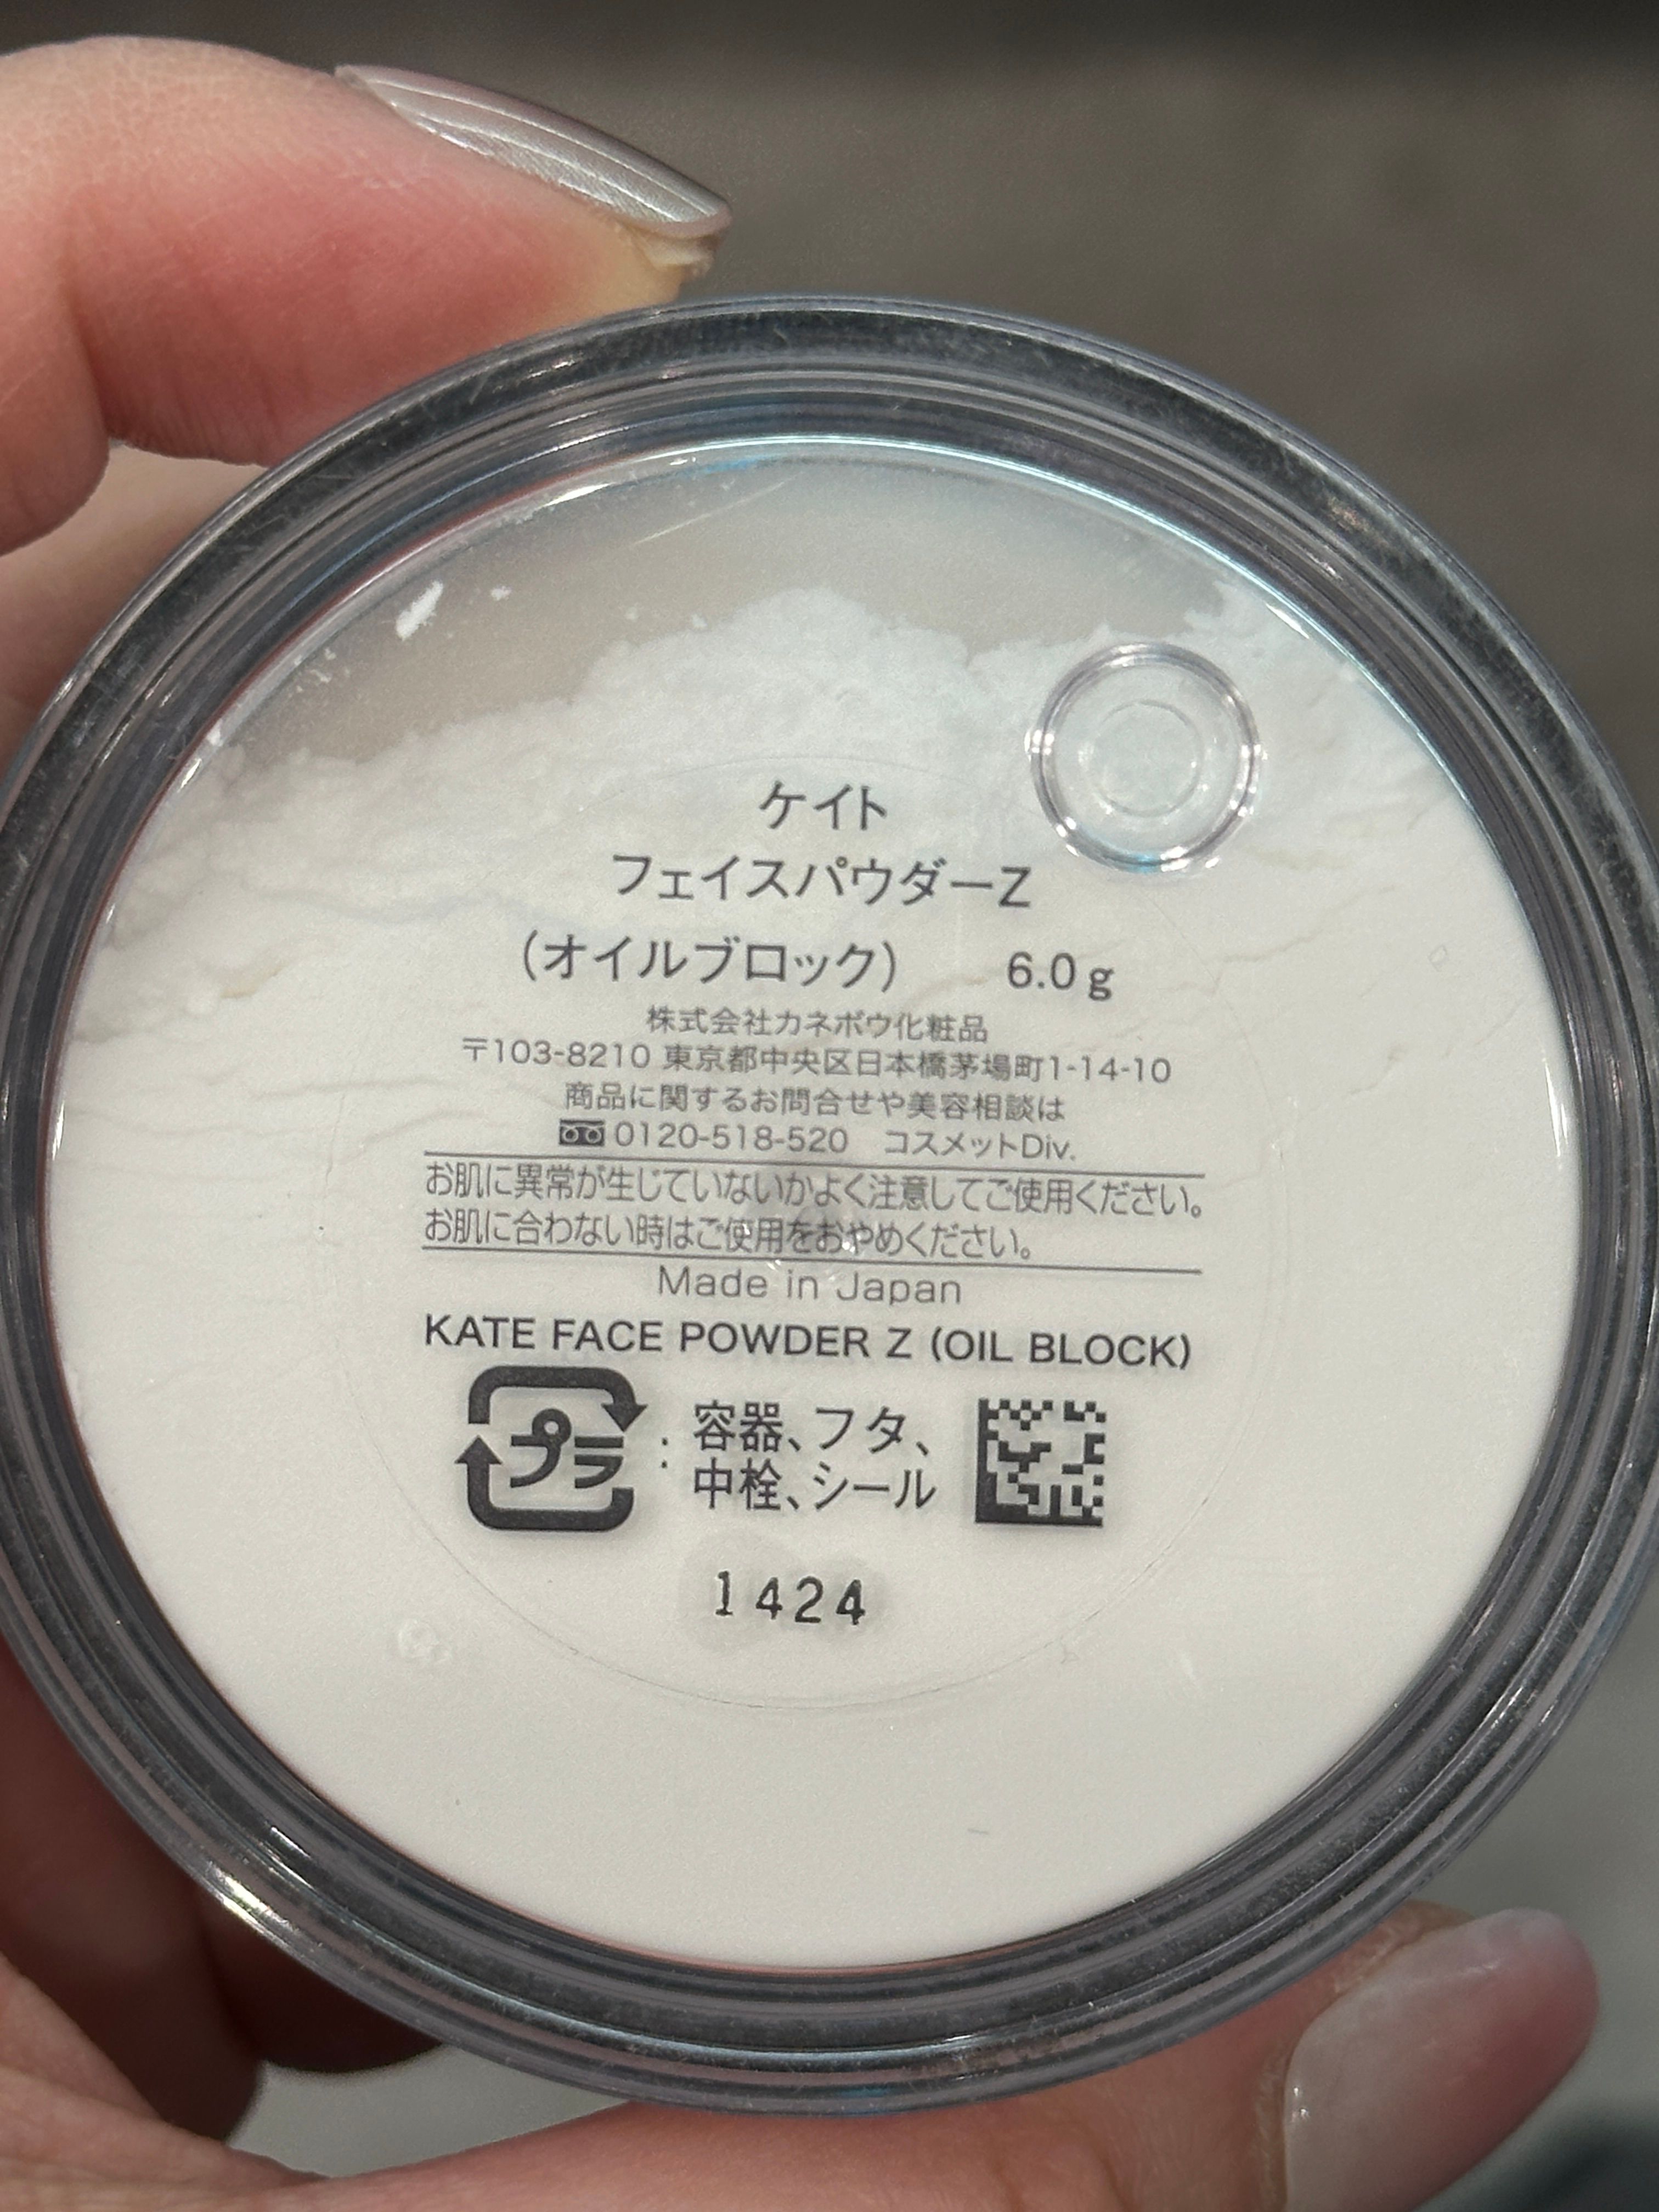 ケイト
フェイスパウダーZ
（オイルブロック）　6.0g
株式会社カネボウ化粧品
〒103-8210 東京都中央区日本橋茅場町1-14-10
商品に関するお問合せや美容相談は
0120-518-520　コスメットDiv.
お肌に異常が生じていないかよく注意してご使用ください。
お肌に合わない時はご使用をおやめください。
Made in Japan
KATE FACE POWDER Z (OIL BLOCK)
プラ : 容器、フタ、
中栓、シール
1424